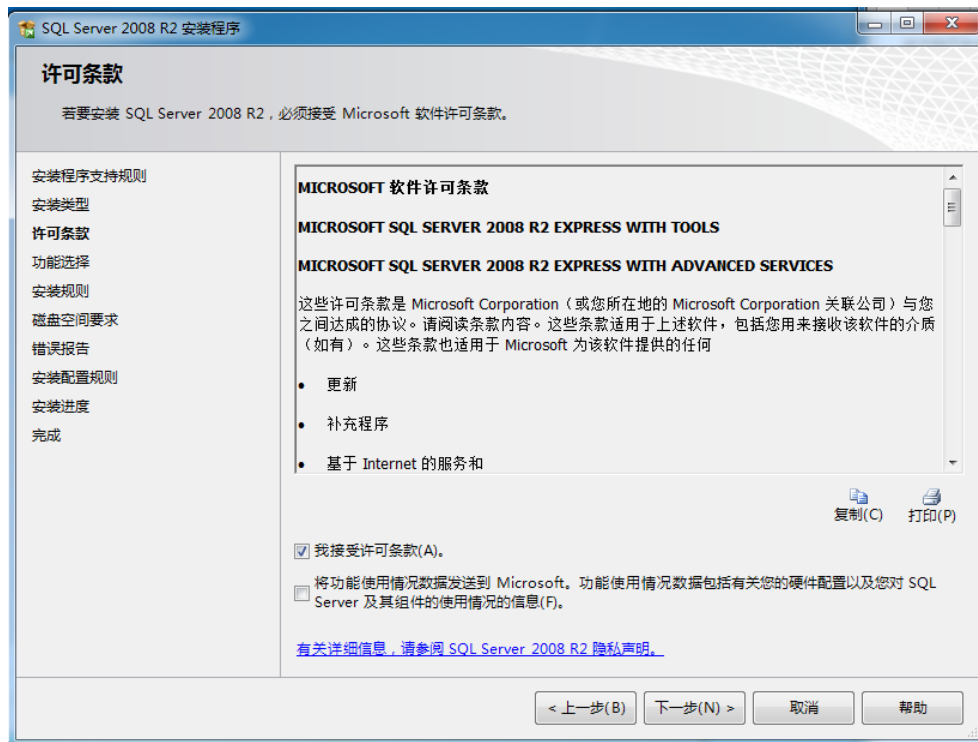 SQL Server 2008 R2 安装程序
许可条款
若要安装 SQL Server 2008 R2，必须接受 Microsoft 软件许可条款。
安装程序支持规则
安装类型
许可条款
功能选择
安装规则
磁盘空间要求
错误报告
安装配置规则
安装进度
完成
MICROSOFT 软件许可条款
MICROSOFT SQL SERVER 2008 R2 EXPRESS WITH TOOLS
MICROSOFT SQL SERVER 2008 R2 EXPRESS WITH ADVANCED SERVICES
这些许可条款是 Microsoft Corporation（或您所在地的 Microsoft Corporation 关联公司）与您
之间达成的协议。请阅读条款内容。这些条款适用于上述软件，包括您用来接收该软件的介质
（如有）。这些条款也适用于 Microsoft 为该软件提供的任何
• 更新
• 补充程序
• 基于 Internet 的服务和
复制(C) 打印(P)
我接受许可条款(A)。
将功能使用情况数据发送到 Microsoft。功能使用情况数据包括有关您的硬件配置以及您对 SQL
Server 及其组件的使用情况的信息(F)。
有关详细信息，请参阅 SQL Server 2008 R2 隐私声明。
< 上一步(B) 下一步(N) > 取消 帮助